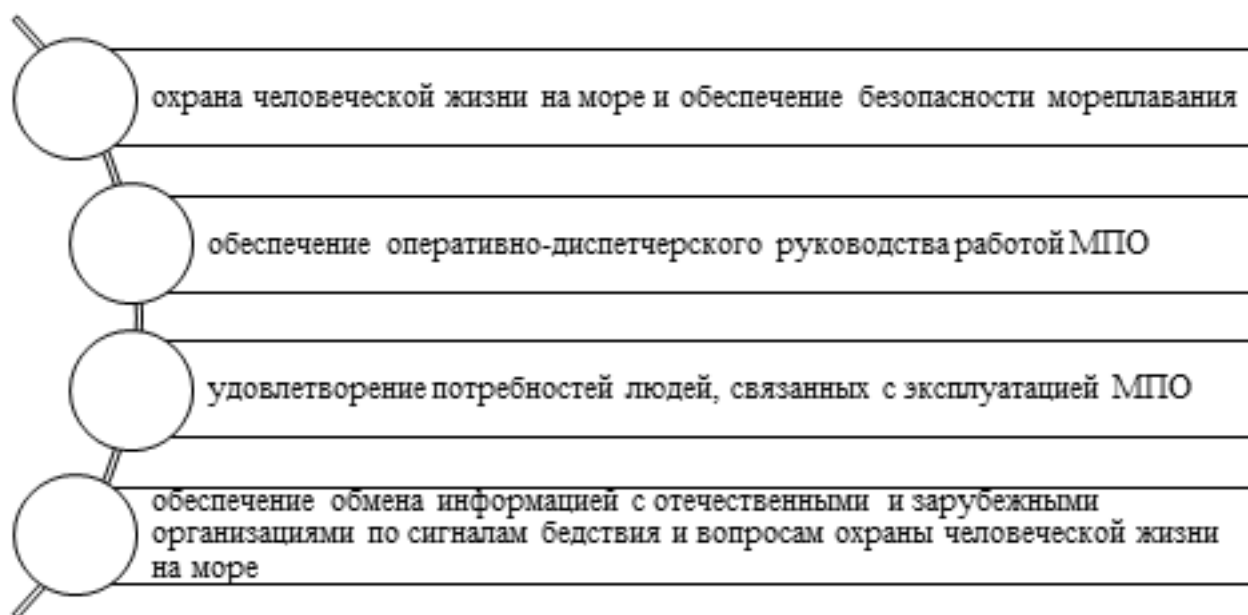 охрана человеческой жизни на море и обеспечение безопасности мореплавания
обеспечение оперативно-диспетчерского руководства работой МПО
удовлетворение потребностей людей, связанных с эксплуатацией МПО
обеспечение обмена информацией с отечественными и зарубежными
организациями по сигналам бедствия и вопросам охраны человеческой жизни
на море